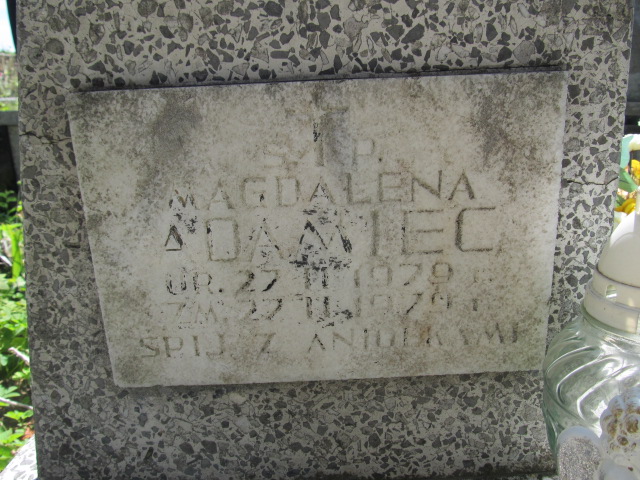 Ś.†P.
MAGDALENA
ADAMIEC
UR. 27 II 1979 r
ZM. 27 II 1979 r
ŚPIJ Z ANIOŁKAMI